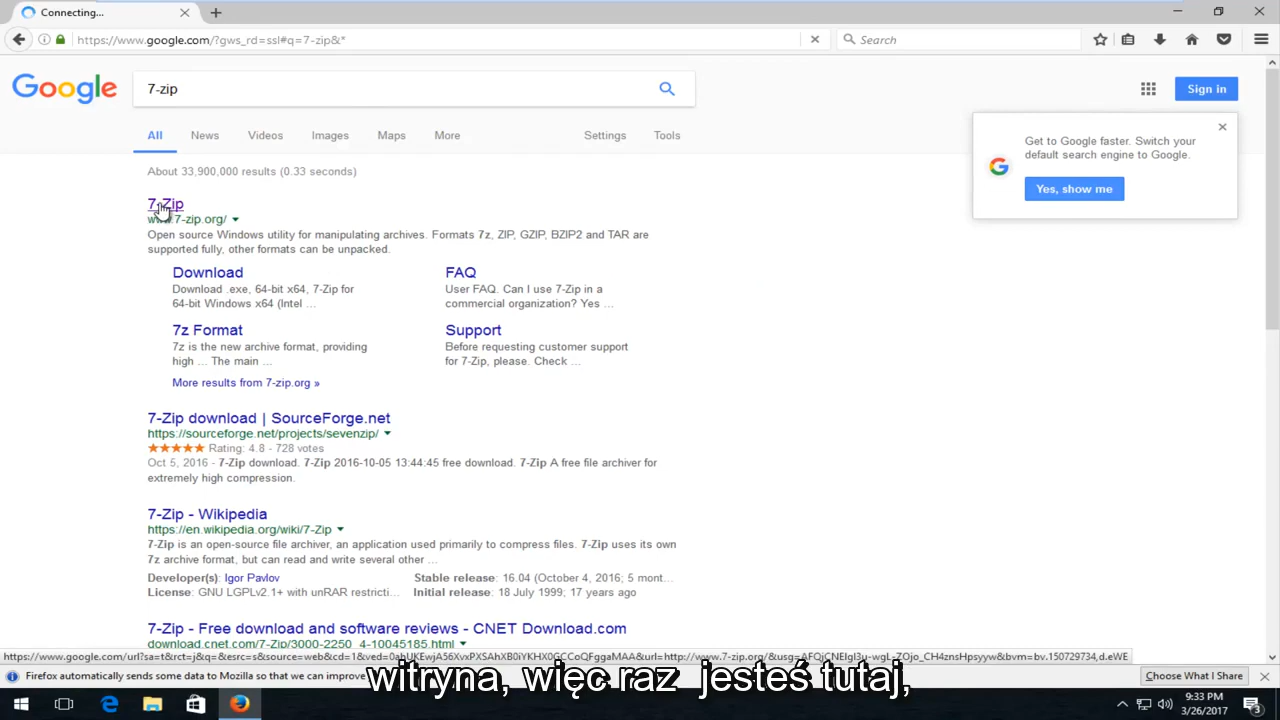 Connecting...
https://www.google.com/?gws_rd=ssl#q=7-zip&*
Search
Google
7-zip
Sign in
All News Videos Images Maps More Settings Tools
Get to Google faster. Switch your
default search engine to Google.
Yes, show me
About 33,900,000 results (0.33 seconds)
7-Zip
www.7-zip.org/
Open source Windows utility for manipulating archives. Formats 7z, ZIP, GZIP, BZIP2 and TAR are
supported fully, other formats can be unpacked.
Download
Download .exe, 64-bit x64, 7-Zip for
64-bit Windows x64 (Intel ...
FAQ
User FAQ. Can I use 7-Zip in a
commercial organization? Yes ...
7z Format
7z is the new archive format, providing
high ... The main ...
Support
Before requesting customer support
for 7-Zip, please. Check ...
More results from 7-zip.org »
7-Zip download | SourceForge.net
https://sourceforge.net/projects/sevenzip/
Rating: 4.8 - 728 votes
Oct 5, 2016 - 7-Zip download. 7-Zip 2016-10-05 13:44:45 free download. 7-Zip A free file archiver for
extremely high compression.
7-Zip - Wikipedia
https://en.wikipedia.org/wiki/7-Zip
7-Zip is an open-source file archiver, an application used primarily to compress files. 7-Zip uses its own
7z archive format, but can read and write several other ...
Developer(s): Igor Pavlov Stable release: 16.04 (October 4, 2016; 5 mont...
License: GNU LGPLv2.1+ with unRAR restricti... Initial release: 18 July 1999; 17 years ago
7-Zip - Free download and software reviews - CNET Download.com
download.cnet.com/7-Zip/3000-2250_4-10045185.html
Firefox automatically sends some data to Mozilla so that we can improve
Choose What I Share
witryna, więc raz jesteś tutaj,
9:33 PM
3/26/2017
3